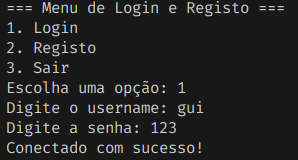 === Menu de Login e Registo ===
1. Login
2. Registo
3. Sair
Escolha uma opção: 1
Digite o username: gui
Digite a senha: 123
Conectado com sucesso!